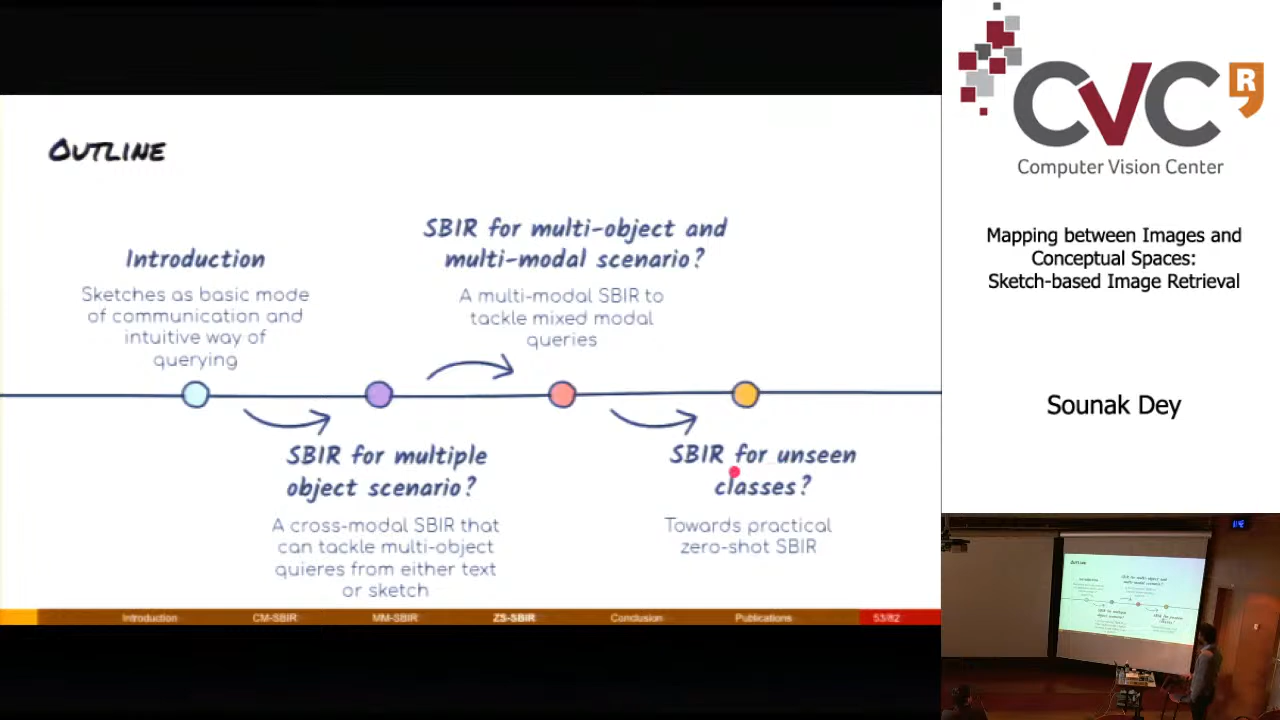 OUTLINE
Introduction
Sketches as basic mode
of communication and
intuitive way of
querying
SBIR for multi-object and
multi-modal scenario?
A multi-modal SBIR to
tackle mixed modal
queries
SBIR for multiple
object scenario?
A cross-modal SBIR that
can tackle multi-object
quieres from either text
or sketch
SBIR for unseen
classes?
Towards practical
zero-shot SBIR
Introduction CM-SBIR MM-SBIR ZS-SBIR Conclusion Publications 53/82
CVC R
Computer Vision Center
Mapping between Images and
Conceptual Spaces:
Sketch-based Image Retrieval
Sounak Dey